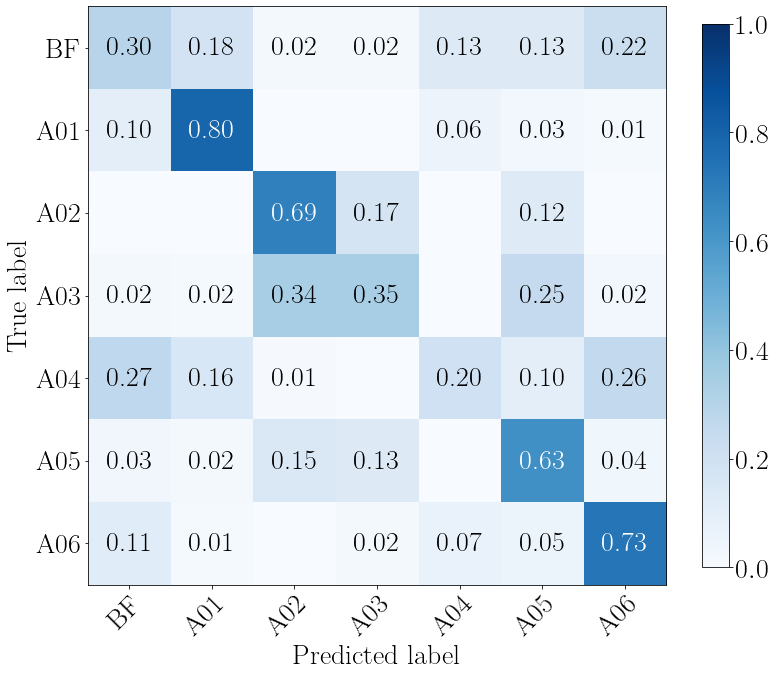 BF 0.30 0.18 0.02 0.02 0.13 0.13 0.22
A01 0.10 0.80 0.06 0.03 0.01
A02 0.69 0.17 0.12
A03 0.02 0.02 0.34 0.35 0.25 0.02
A04 0.27 0.16 0.01 0.20 0.10 0.26
A05 0.03 0.02 0.15 0.13 0.63 0.04
A06 0.11 0.01 0.02 0.07 0.05 0.73
BF A01 A02 A03 A04 A05 A06
Predicted label
True label
1.0
0.8
0.6
0.4
0.2
0.0